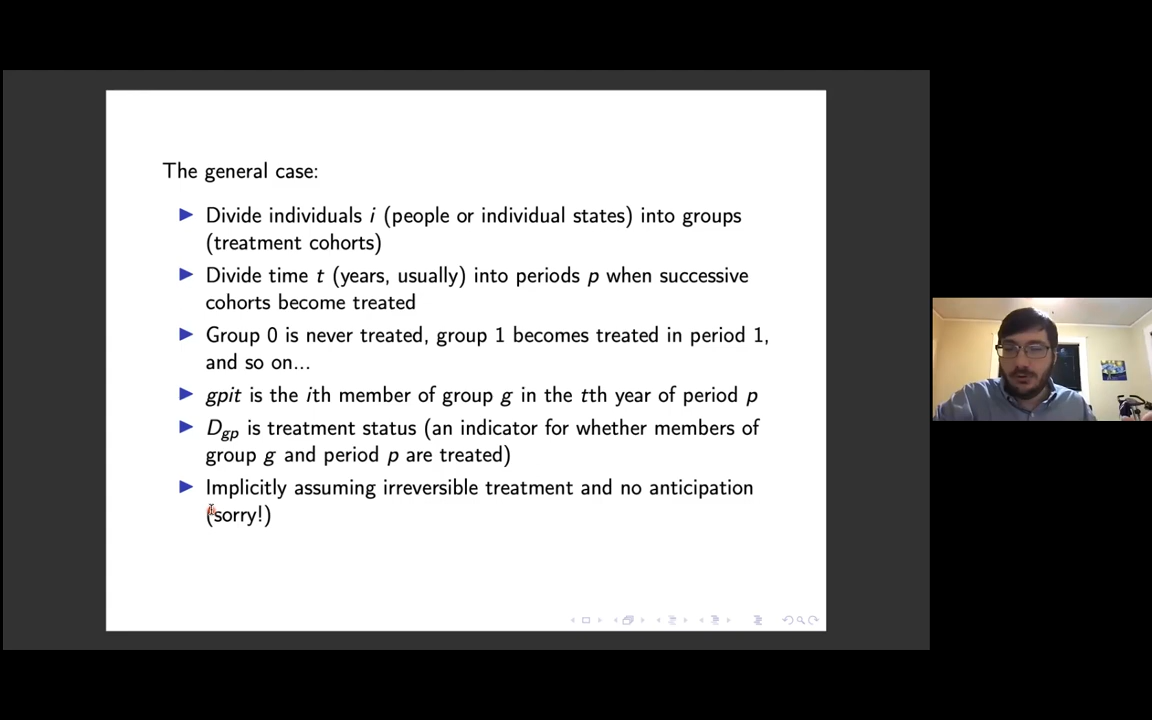 The general case:
Divide individuals i (people or individual states) into groups
(treatment cohorts)
Divide time t (years, usually) into periods p when successive
cohorts become treated
Group 0 is never treated, group 1 becomes treated in period 1,
and so on...
gpit is the ith member of group g in the tth year of period p
D_gp is treatment status (an indicator for whether members of
group g and period p are treated)
Implicitly assuming irreversible treatment and no anticipation
(sorry!)